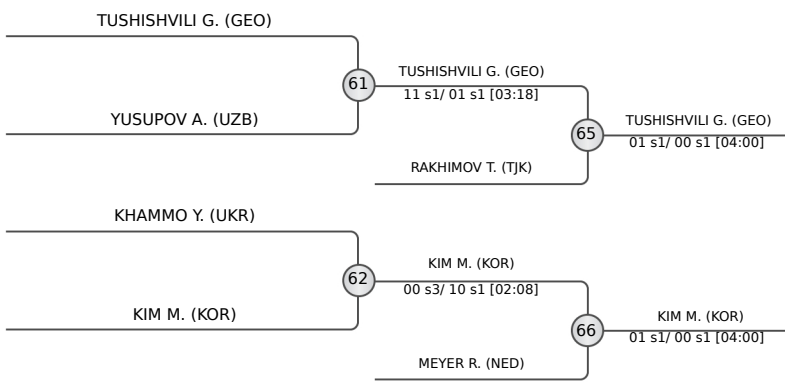 TUSHISHVILI G. (GEO)
61
TUSHISHVILI G. (GEO)
11 s1/ 01 s1 [03:18]
YUSUPOV A. (UZB)
65
TUSHISHVILI G. (GEO)
01 s1/ 00 s1 [04:00]
RAKHIMOV T. (TJK)
KHAMMO Y. (UKR)
62
KIM M. (KOR)
00 s3/ 10 s1 [02:08]
KIM M. (KOR)
66
KIM M. (KOR)
01 s1/ 00 s1 [04:00]
MEYER R. (NED)